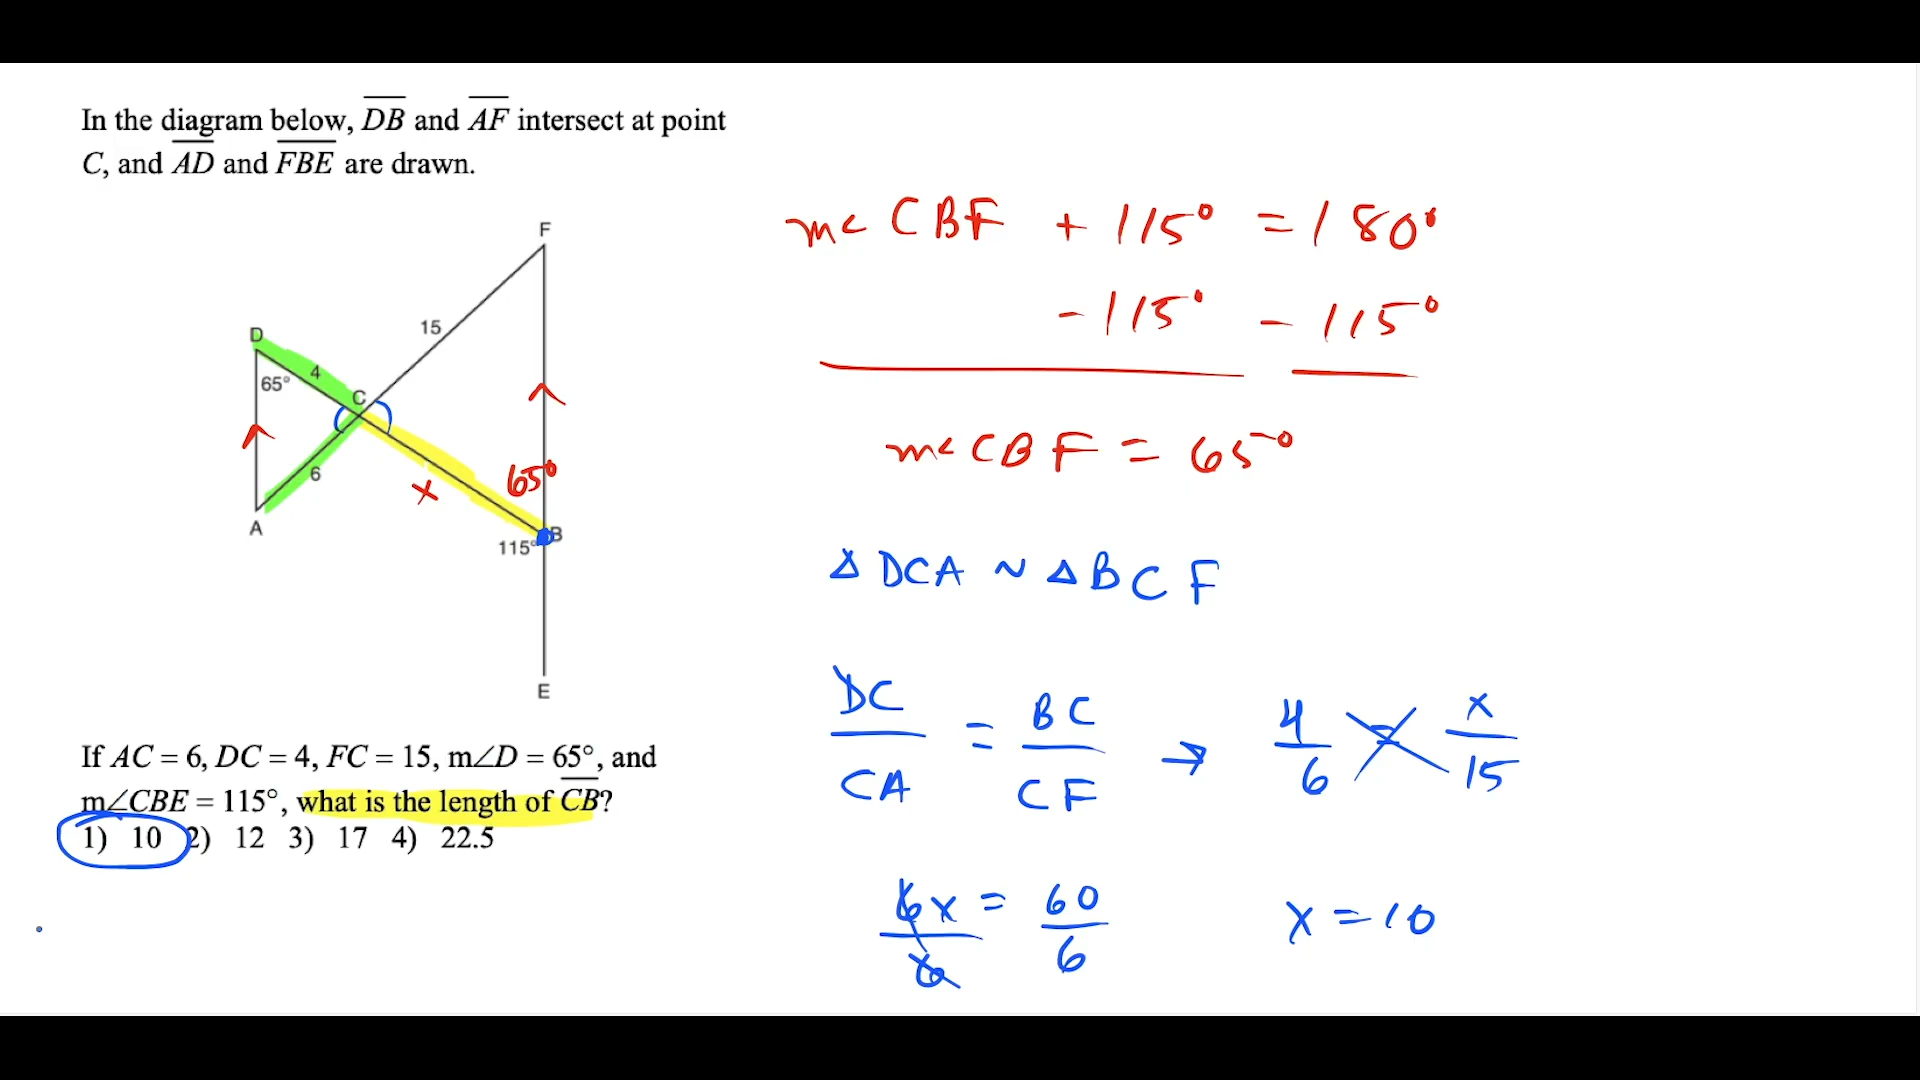 In the diagram below, DB and AF intersect at point
C, and AD and FBE are drawn.
F
15
D
4
65°
C
6
x
65°
A
B
115°
E
If AC = 6, DC = 4, FC = 15, m∠D = 65°, and
m∠CBE = 115°, what is the length of CB?
1) 10 2) 12 3) 17 4) 22.5
m< CBF + 115° = 180°
- 115° - 115°
m< CBF = 65°
△ DCA ~ △ BCF
DC/CA = BC/CF → 4/6 = x/15
6x/6 = 60/6 x = 10